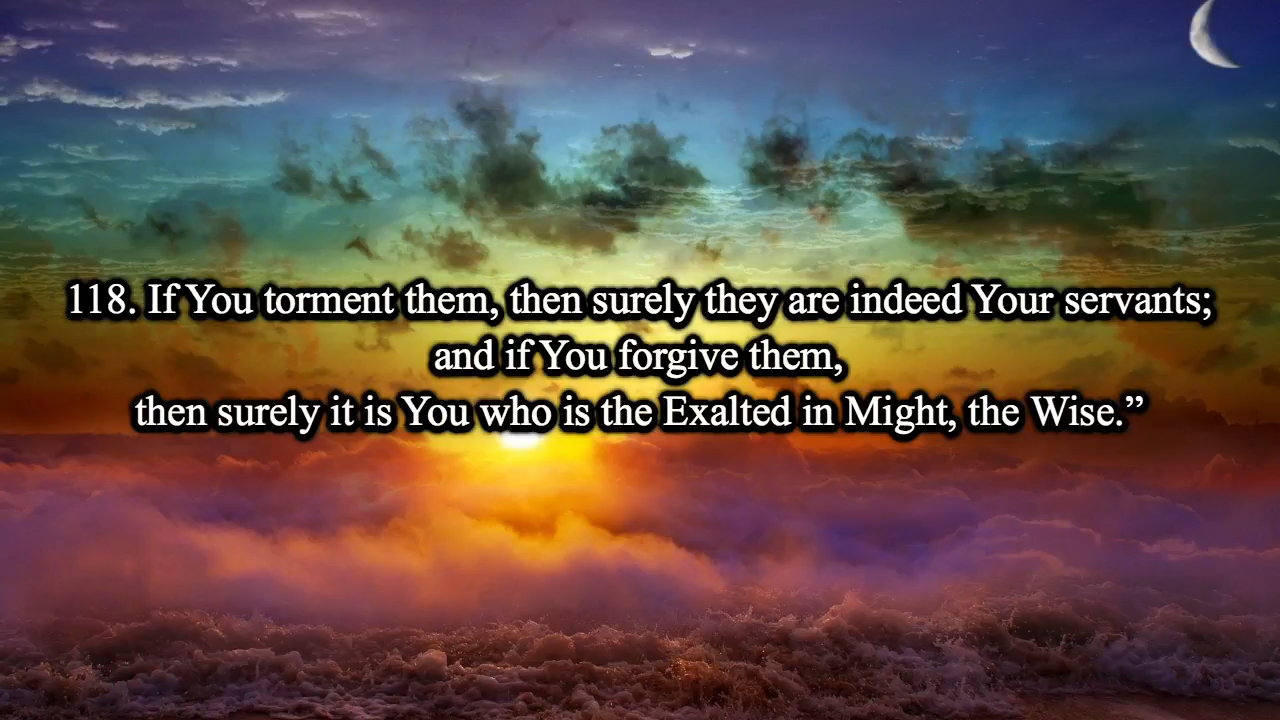 118. If You torment them, then surely they are indeed Your servants;
and if You forgive them,
then surely it is You who is the Exalted in Might, the Wise.”